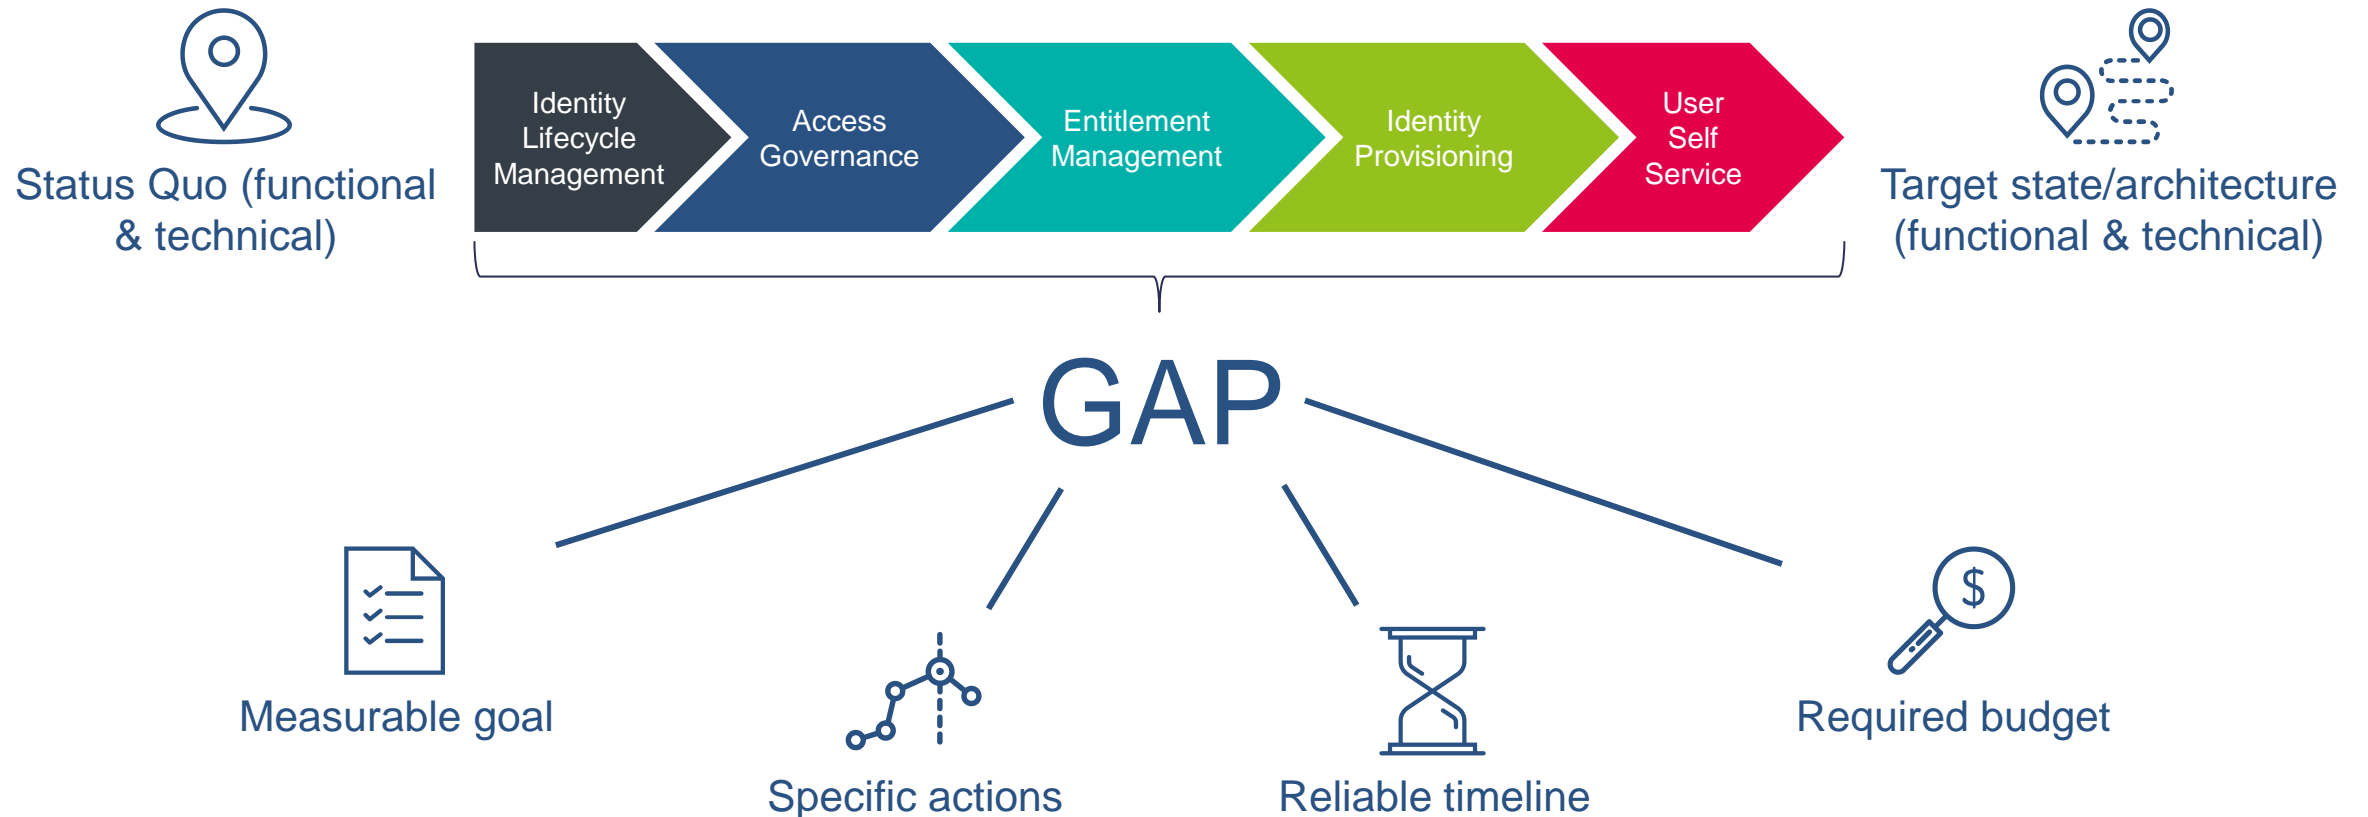 Status Quo (functional
& technical)
Identity
Lifecycle
Management
Access
Governance
Entitlement
Management
Identity
Provisioning
User
Self
Service
Target state/architecture
(functional & technical)
GAP
Measurable goal
Specific actions
Reliable timeline
$
Required budget